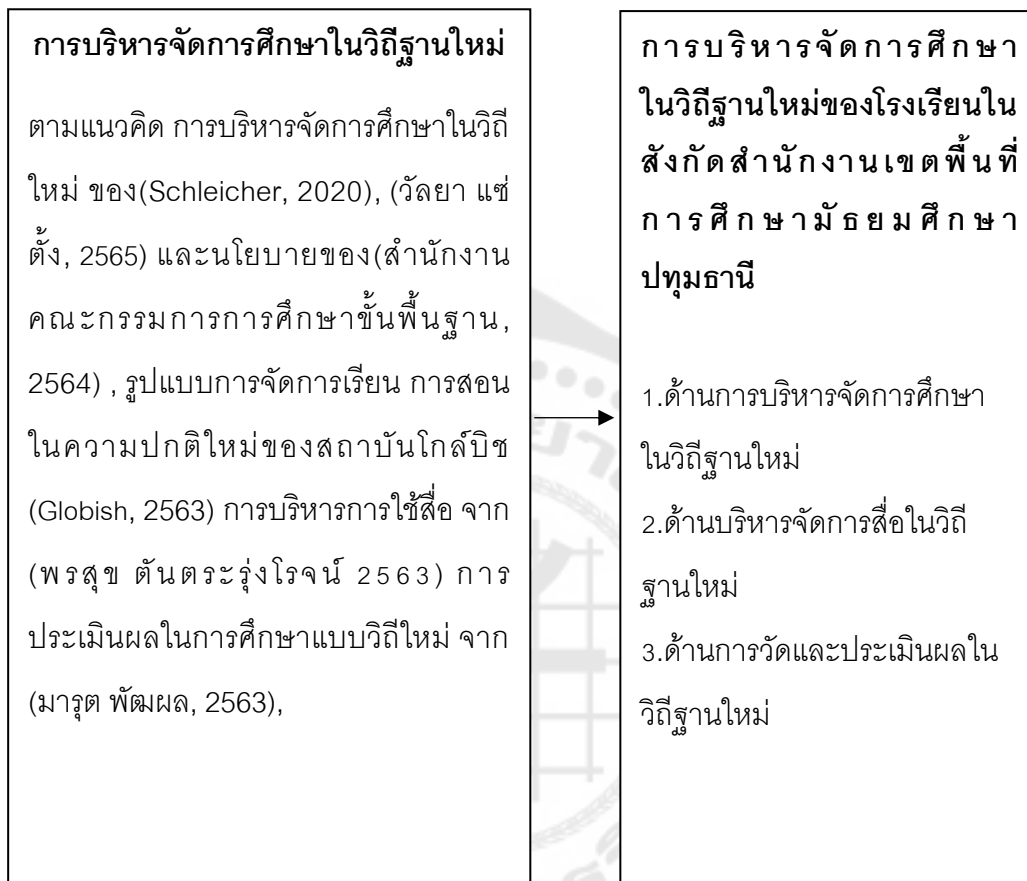 การบริหารจัดการศึกษาในวิถีฐานใหม่
ตามแนวคิด การบริหารจัดการศึกษาในวิถี
ใหม่ ของ(Schleicher, 2020), (วัลยา แซ่
ตั้ง, 2565) และนโยบายของ(สำนักงาน
คณะกรรมการการศึกษาขั้นพื้นฐาน,
2564) , รูปแบบการจัดการเรียน การสอน
ในความปกติใหม่ของสถาบันโกล์บิช
(Globish, 2563) การบริหารการใช้สื่อ จาก
(พรสุข ตันตระรุ่งโรจน์ 2563) การ
ประเมินผลในการศึกษาแบบวิถีใหม่ จาก
(มารุต พัฒผล, 2563),
การบริหารจัดการศึกษา
ในวิถีฐานใหม่ของโรงเรียนใน
สังกัดสำนักงานเขตพื้นที่
การศึกษามัธยมศึกษา
ปทุมธานี
1.ด้านการบริหารจัดการศึกษา
ในวิถีฐานใหม่
2.ด้านบริหารจัดการสื่อในวิถี
ฐานใหม่
3.ด้านการวัดและประเมินผลใน
วิถีฐานใหม่